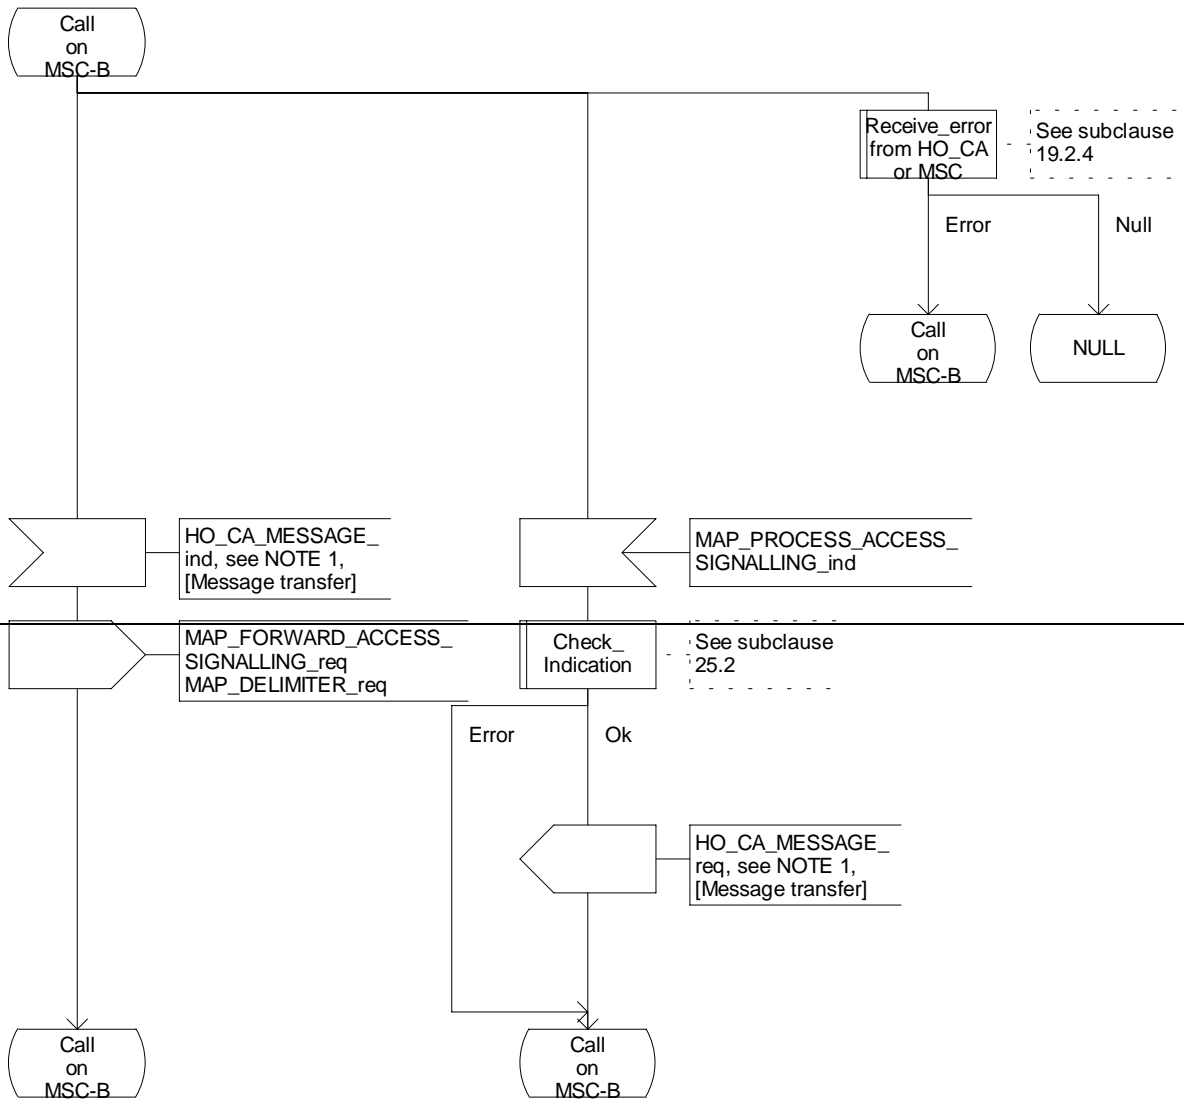 Call
on
MSC-B
Receive_error
from HO_CA
or MSC
See subclause
19.2.4
Error
Null
Call
on
MSC-B
NULL
HO_CA_MESSAGE_
ind, see NOTE 1,
[Message transfer]
MAP_PROCESS_ACCESS_
SIGNALLING_ind
MAP_FORWARD_ACCESS_
SIGNALLING_req
MAP_DELIMITER_req
Check_
Indication
See subclause
25.2
Error
Ok
HO_CA_MESSAGE_
req, see NOTE 1,
[Message transfer]
Call
on
MSC-B
Call
on
MSC-B